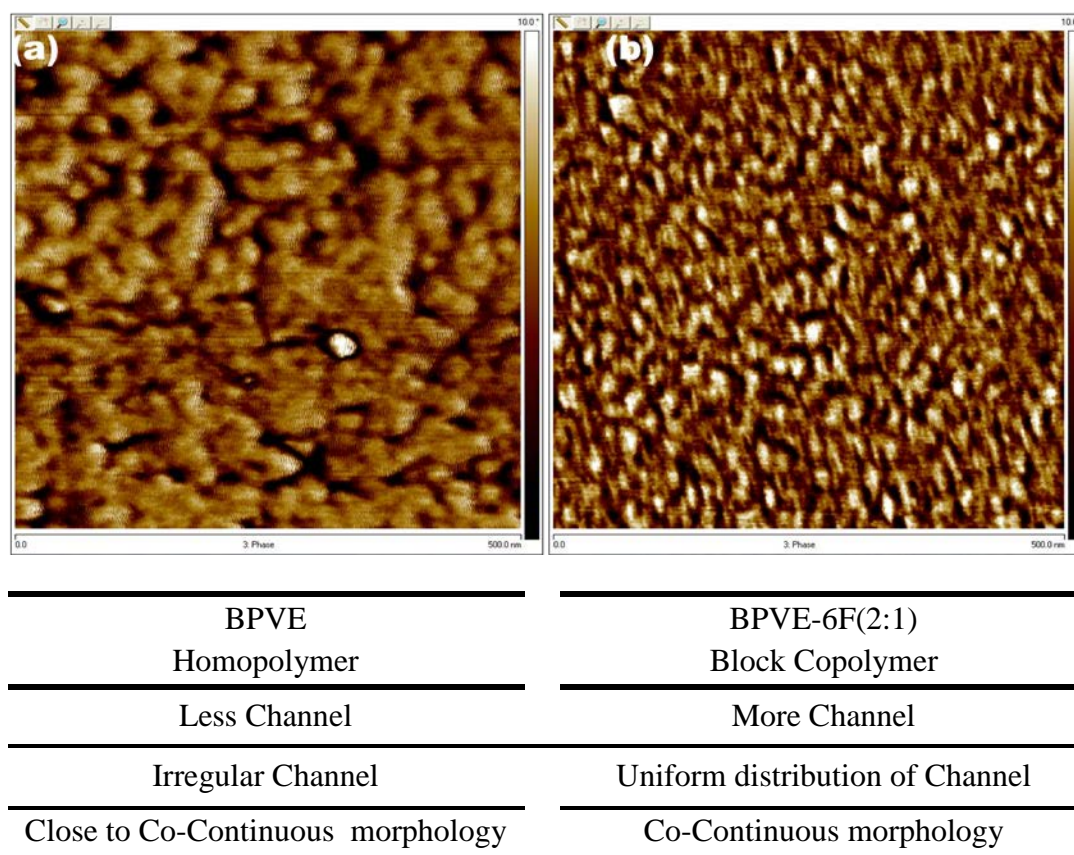 (a)
10.0 °
0.0
3: Phase
500.0 nm
(b)
10.
0.0
3: Phase
500.0 n
BPVE
Homopolymer
Less Channel
Irregular Channel
Close to Co-Continuous morphology
BPVE-6F(2:1)
Block Copolymer
More Channel
Uniform distribution of Channel
Co-Continuous morphology